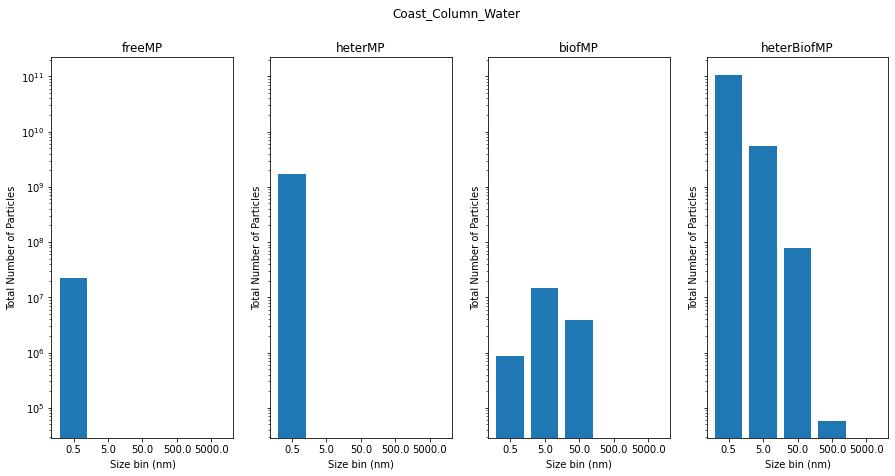 Coast_Column_Water
freeMP
heterMP
biofMP
heterBiofMP
Total Number of Particles
10¹¹
10¹⁰
10⁹
10⁸
10⁷
10⁶
10⁵
0.5 5.0 50.0 500.0 5000.0
Size bin (nm)
Total Number of Particles
0.5 5.0 50.0 500.0 5000.0
Size bin (nm)
Total Number of Particles
0.5 5.0 50.0 500.0 5000.0
Size bin (nm)
Total Number of Particles
0.5 5.0 50.0 500.0 5000.0
Size bin (nm)